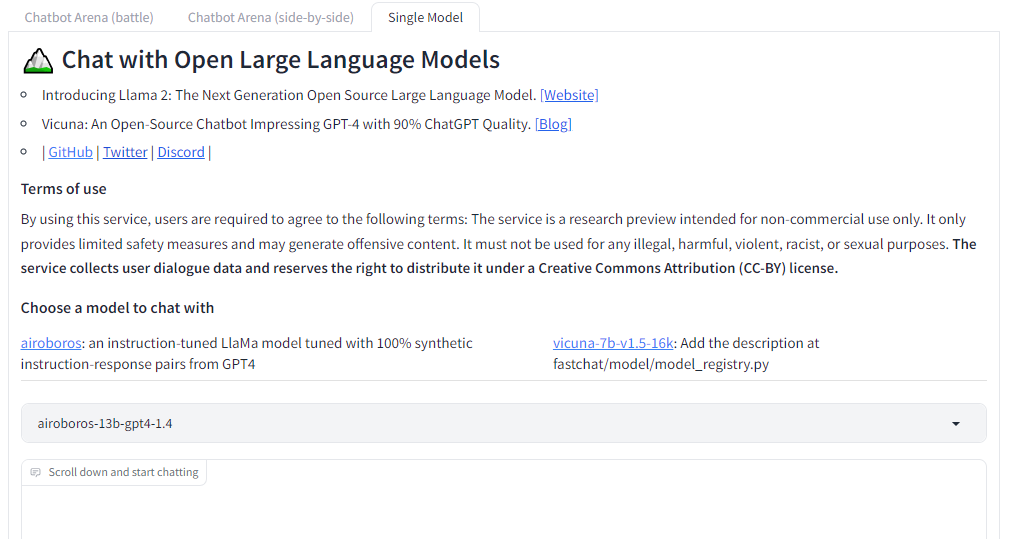 Chatbot Arena (battle) Chatbot Arena (side-by-side) Single Model
Chat with Open Large Language Models
Introducing Llama 2: The Next Generation Open Source Large Language Model. [Website]
Vicuna: An Open-Source Chatbot Impressing GPT-4 with 90% ChatGPT Quality. [Blog]
| GitHub | Twitter | Discord |
Terms of use
By using this service, users are required to agree to the following terms: The service is a research preview intended for non-commercial use only. It only
provides limited safety measures and may generate offensive content. It must not be used for any illegal, harmful, violent, racist, or sexual purposes. The
service collects user dialogue data and reserves the right to distribute it under a Creative Commons Attribution (CC-BY) license.
Choose a model to chat with
airoboros: an instruction-tuned LlaMa model tuned with 100% synthetic
instruction-response pairs from GPT4
vicuna-7b-v1.5-16k: Add the description at
fastchat/model/model_registry.py
airoboros-13b-gpt4-1.4
Scroll down and start chatting